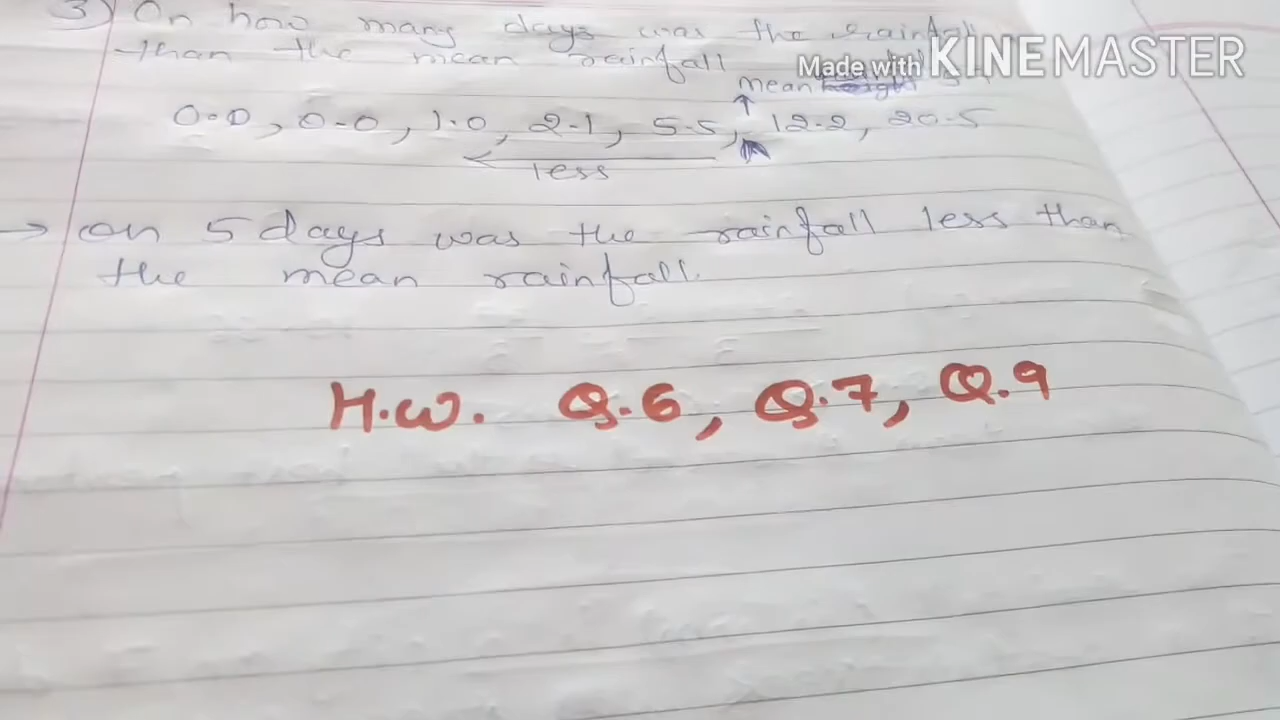 3) On how many days was the rainfall
than the mean rainfall
Made with KINEMASTER
mean
0.0, 0.0, 1.0, 2.1, 5.5, 12.2, 20.5
less
→ on 5 days was the rainfall less than
the mean rainfall.
H.W. Q.6, Q.7, Q.9